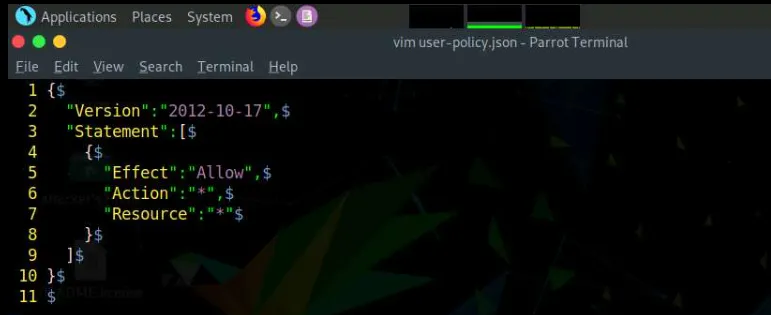 Applications Places System
vim user-policy.json - Parrot Terminal
File Edit View Search Terminal Help
1 {$
2   "Version":"2012-10-17",$
3   "Statement":[$
4     {$
5       "Effect":"Allow",$
6       "Action":"*",$
7       "Resource":"*"$
8     }$
9   ]$
10 }$
11 $